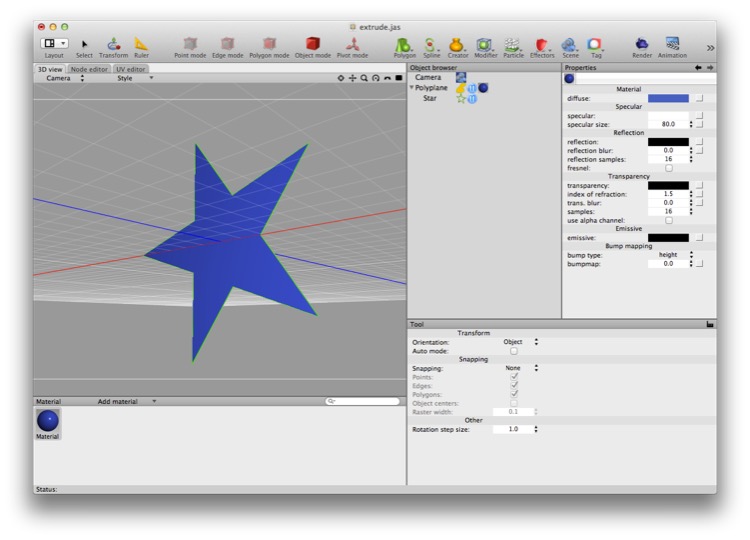 extrude.jas
Layout Select Transform Ruler Point mode Edge mode Polygon mode Object mode Pivot mode Polygon Spline Creator Modifier Particle Effectors Scene Tag Render Animation
3D view Node editor UV editor
Camera Style
Object browser
Camera
Polyplane
Star
Properties
Material
diffuse:
Specular
specular:
specular size: 80.0
Reflection
reflection:
reflection blur: 0.0
reflection samples: 16
fresnel:
Transparency
transparency:
index of refraction: 1.5
trans. blur: 0.0
samples: 16
use alpha channel:
Emissive
emissive:
Bump mapping
bump type: height
bumpmap: 0.0
Tool
Transform
Orientation: Object
Auto mode:
Snapping
Snapping: None
Points:
Edges:
Polygons:
Object centers:
Raster width: 0.1
Other
Rotation step size: 1.0
Material Add material
Material
Status: